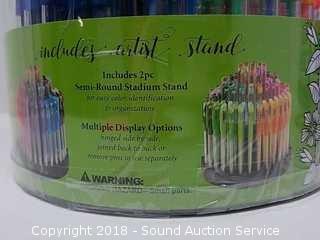 includes artist stand
Includes 2pc
Semi-Round Stadium Stand
for easy color identification
& organization
Multiple Display Options
hinged side by side,
joined back to back or
remove pins to use separately
WARNING:
HAZARD - Small parts.
Copyright 2018 - Sound Auction Service